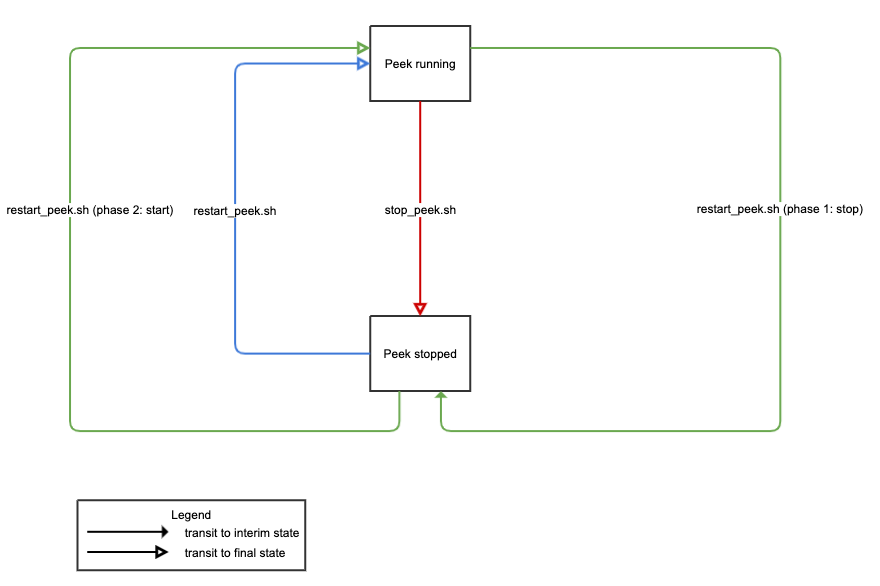 Peek running
restart_peek.sh (phase 2: start)
restart_peek.sh
stop_peek.sh
restart_peek.sh (phase 1: stop)
Peek stopped
Legend
transit to interim state
transit to final state